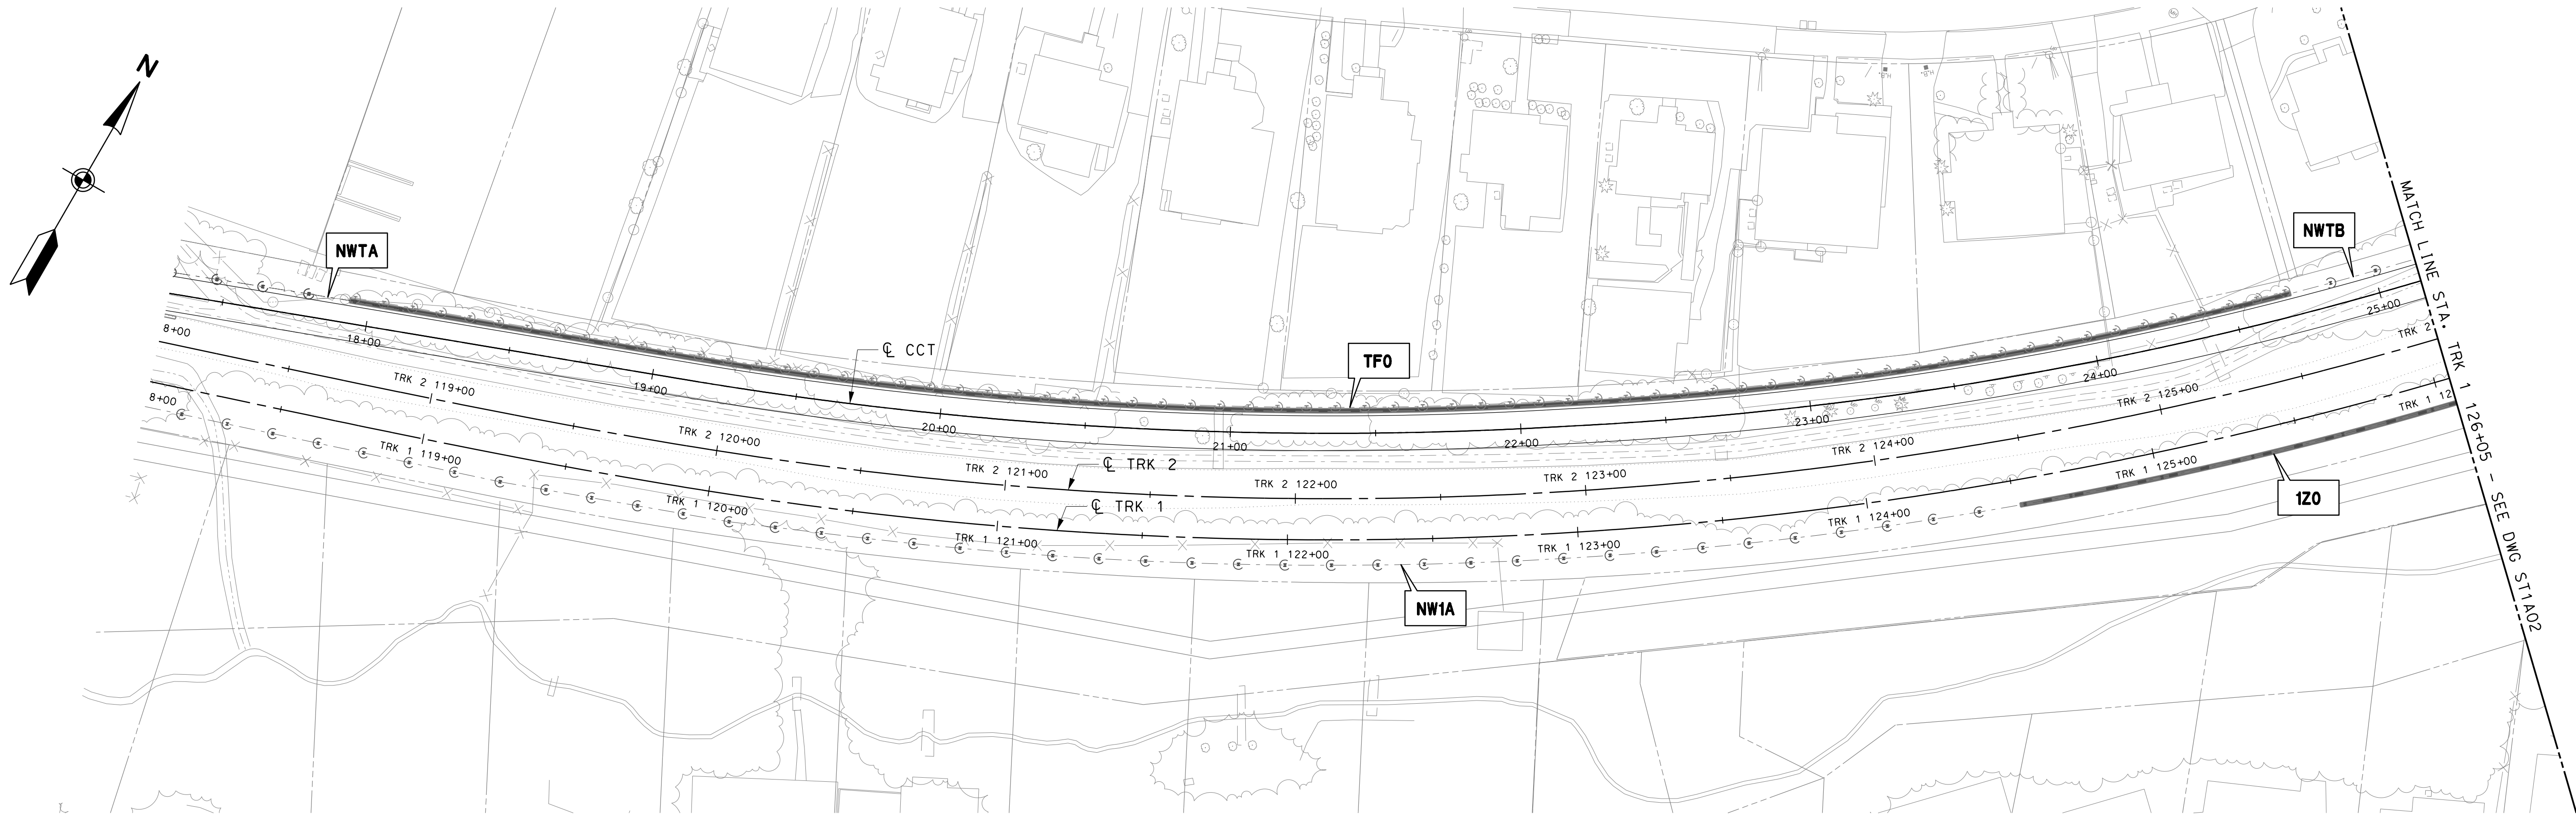 N
NWTA
NWTB
TFO
1ZO
NW1A
℄ CCT
℄ TRK 2
℄ TRK 1
18+00
19+00
20+00
21+00
22+00
23+00
24+00
25+00
8+00
TRK 2 119+00
TRK 2 120+00
TRK 2 121+00
TRK 2 122+00
TRK 2 123+00
TRK 2 124+00
TRK 2 125+00
TRK 2
8+00
TRK 1 119+00
TRK 1 120+00
TRK 1 121+00
TRK 1 122+00
TRK 1 123+00
TRK 1 124+00
TRK 1 125+00
TRK 1 12
MATCH LINE STA. TRK 1 126+05 - SEE DWG ST1A02